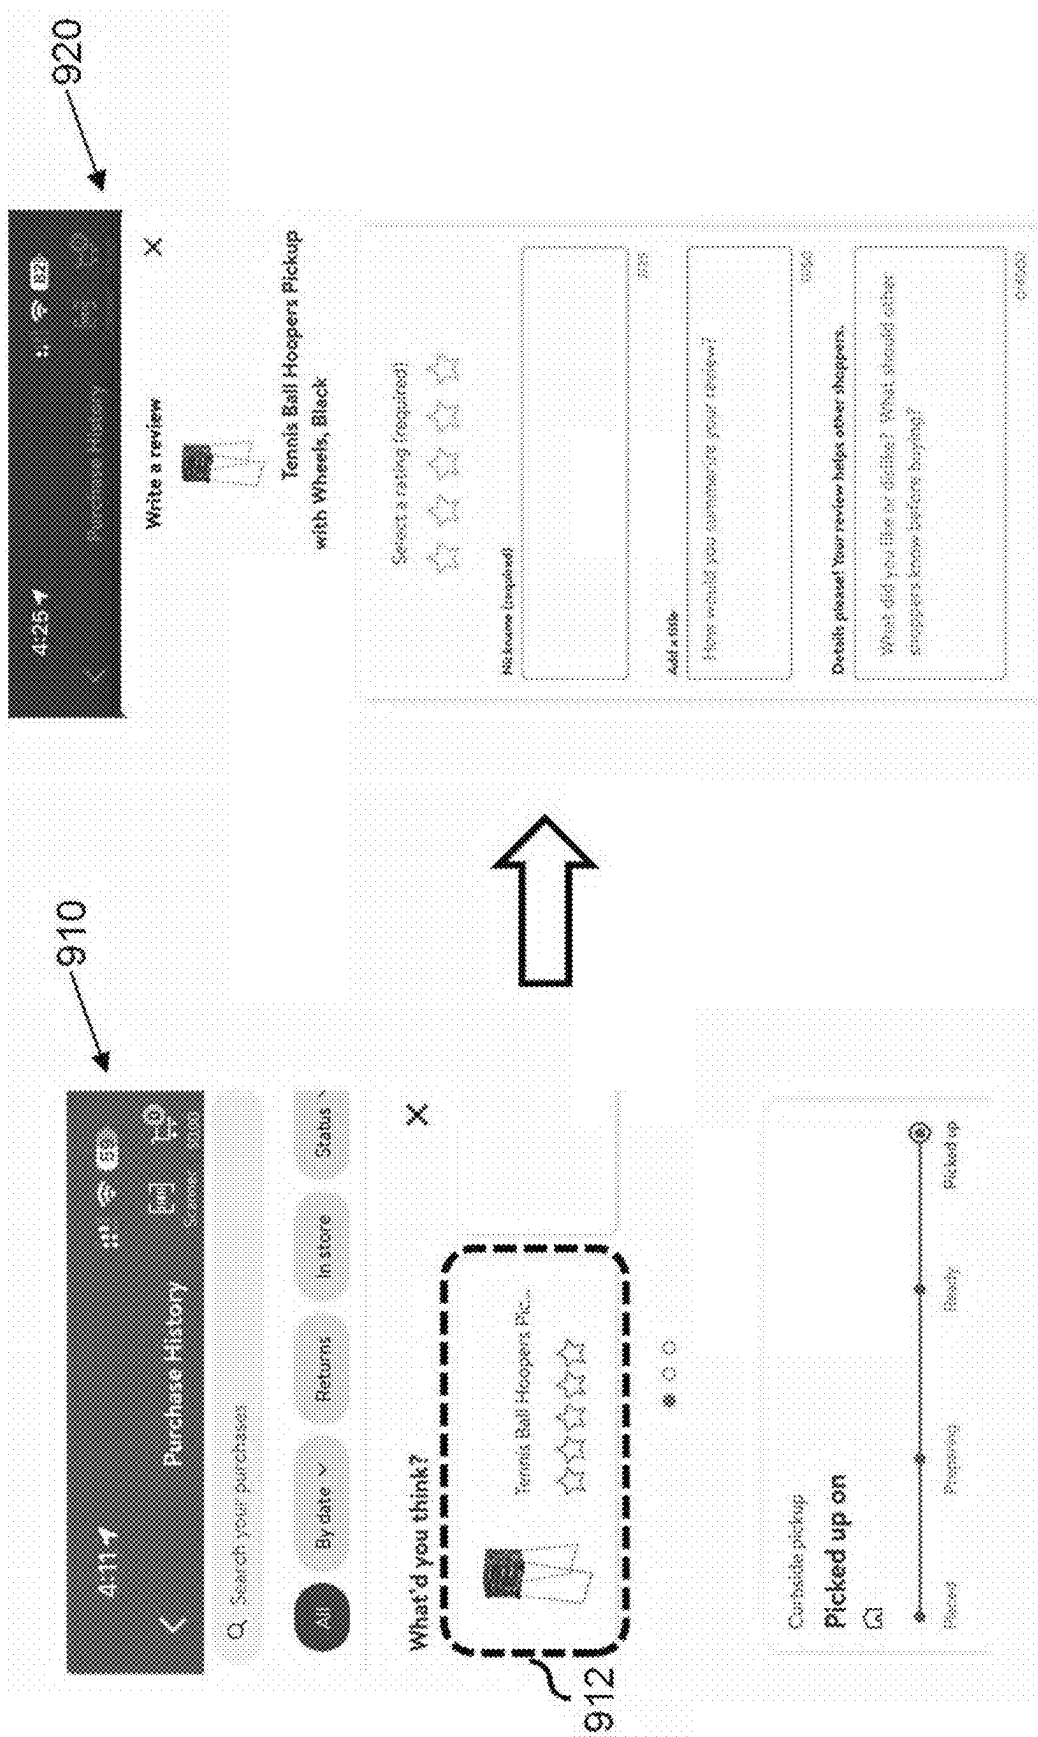 910
4:11
Purchase History
Search your purchases
All
By date
Returns
In store
Status
What'd you think?
Tennis Ball Hoopers Pic...
912
Curbside pickup
Picked up on
Placed
Preparing
Ready
Picked up
920
4:25
82
Purchase History
Write a review
Tennis Ball Hoopers Pickup
with Wheels, Black
Select a rating (required)
Nickname (required)
Add a title
How would you summarize your review?
Details please! Your review helps other shoppers.
What did you like or dislike? What should other
shoppers know before buying?